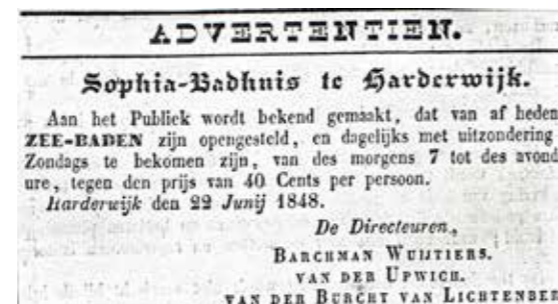 ADVERTENTIEN.
Sophia-Badhuis te Harderwijk.
Aan het Publiek wordt bekend gemaakt, dat van af heden
ZEE-BADEN zijn opengesteld, en dagelijks met uitzondering
Zondags te bekomen zijn, van des morgens 7 tot des avond
ure, tegen den prijs van 40 Cents per persoon.
Harderwijk den 22 Junij 1848.
De Directeuren,
BARCHMAN WUIJTIERS.
VAN DER UPWICH.
VAN DER BURCHT VAN LICHTENBE